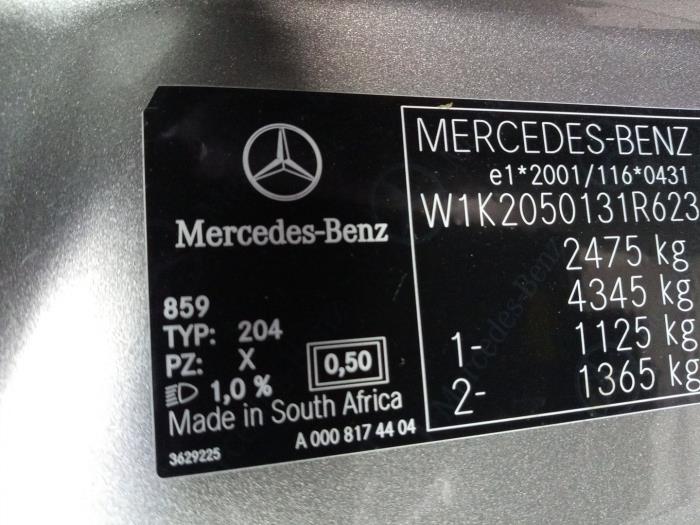 Mercedes-Benz
859
TYP: 204
PZ: X
0,50
1,0 %
Made in South Africa
A 000 817 44 04
3629225
MERCEDES-BENZ
e1*2001/116*0431
W1K2050131R623
2475 kg
4345 kg
1- 1125 kg
2- 1365 kg